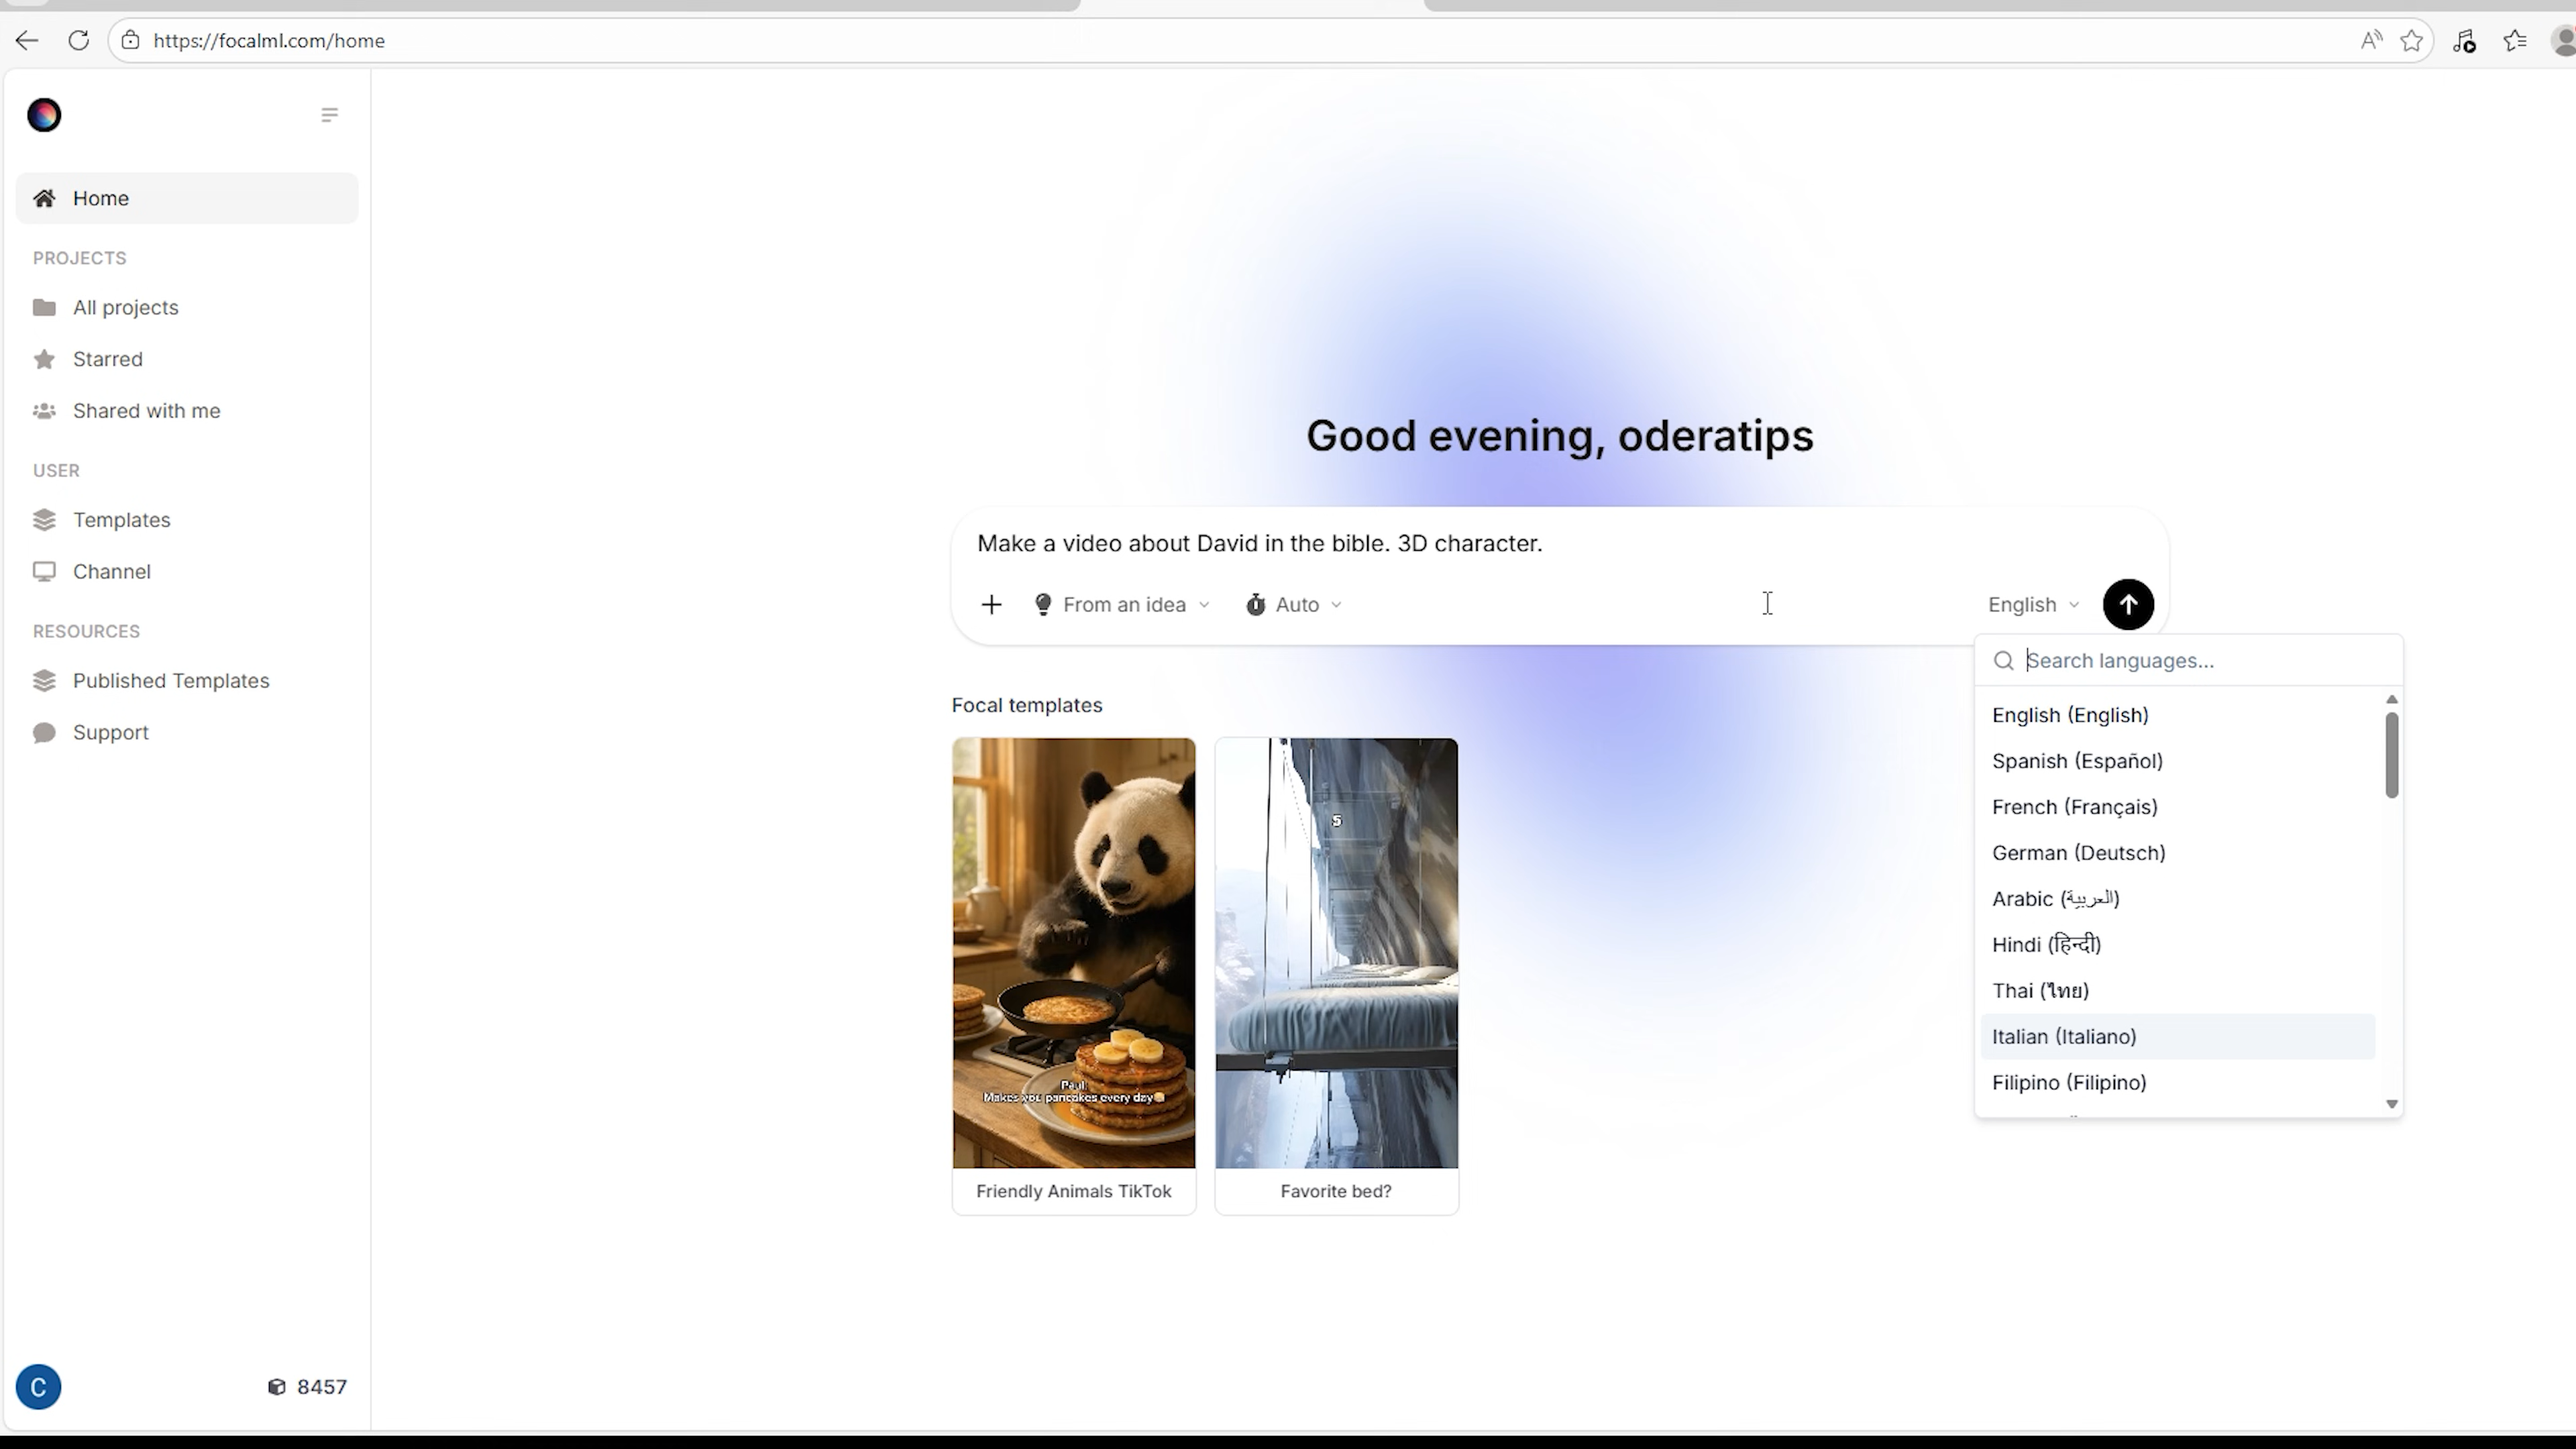 https://focalml.com/home
Home
PROJECTS
All projects
Starred
Shared with me
USER
Templates
Channel
RESOURCES
Published Templates
Support
C
8457
Good evening, oderatips
Make a video about David in the bible. 3D character.
From an idea
Auto
English
Search languages...
English (English)
Spanish (Español)
French (Français)
German (Deutsch)
Arabic (العربية)
Hindi (हिन्दी)
Thai (ไทย)
Italian (Italiano)
Filipino (Filipino)
Focal templates
Paul,
Makes you pancakes every day
Friendly Animals TikTok
5
Favorite bed?